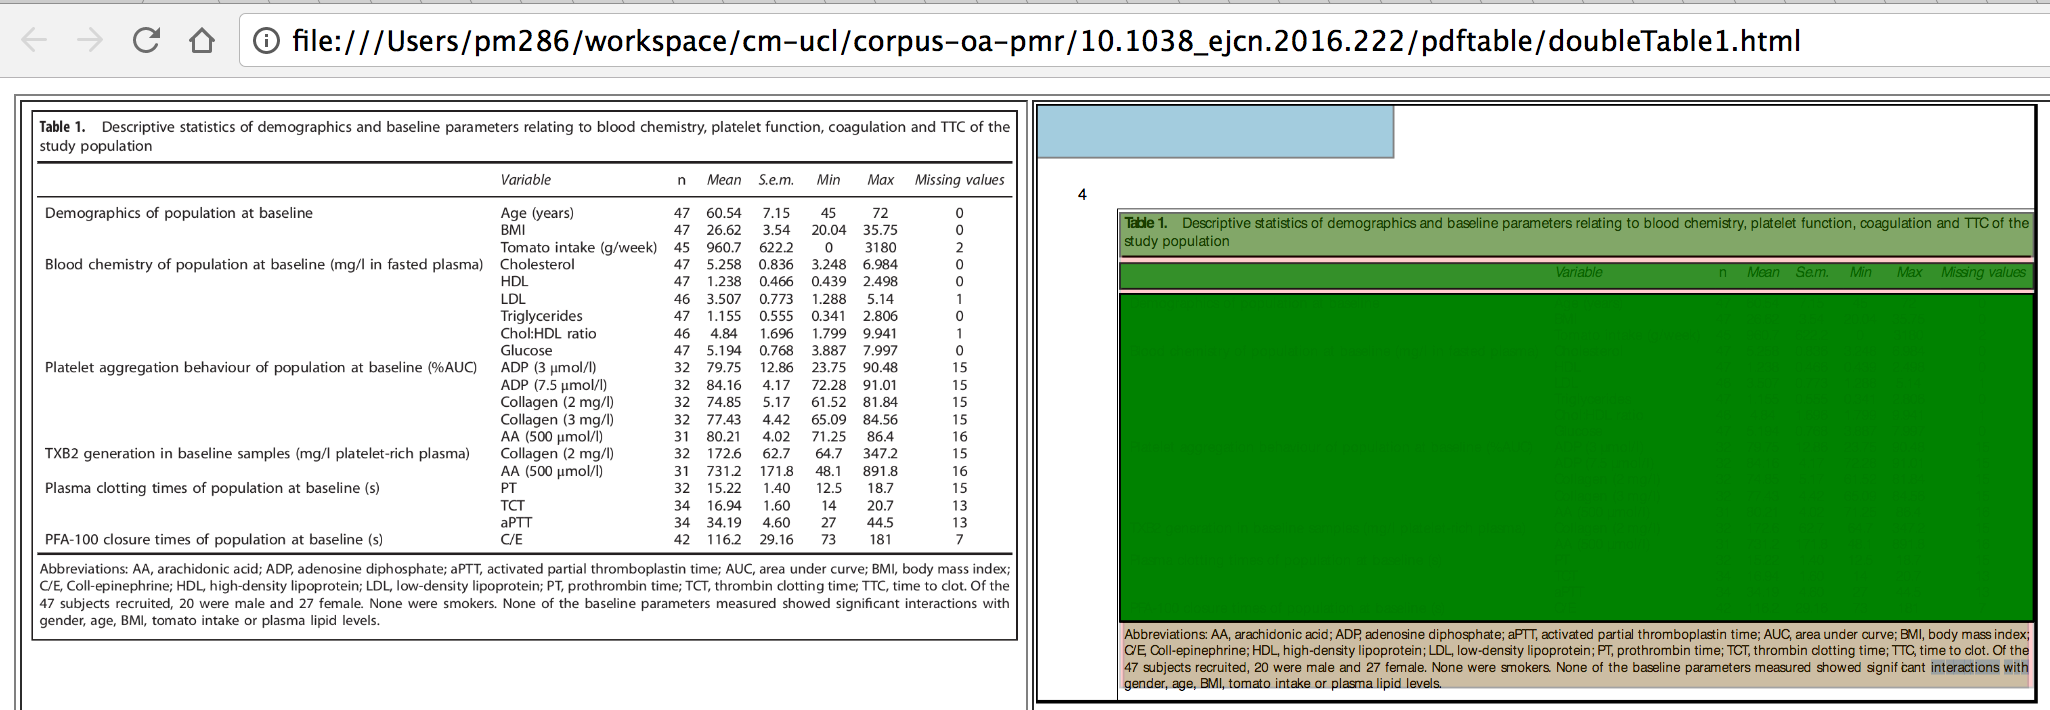 file:///Users/pm286/workspace/cm-ucl/corpus-oa-pmr/10.1038_ejcn.2016.222/pdftable/doubleTable1.html
Table 1. Descriptive statistics of demographics and baseline parameters relating to blood chemistry, platelet function, coagulation and TTC of the
study population
Variable n Mean S.e.m. Min Max Missing values
Demographics of population at baseline Age (years) 47 60.54 7.15 45 72 0
BMI 47 26.62 3.54 20.04 35.75 0
Tomato intake (g/week) 45 960.7 622.2 0 3180 2
Blood chemistry of population at baseline (mg/l in fasted plasma) Cholesterol 47 5.258 0.836 3.248 6.984 0
HDL 47 1.238 0.466 0.439 2.498 0
LDL 46 3.507 0.773 1.288 5.14 1
Triglycerides 47 1.155 0.555 0.341 2.806 0
Chol:HDL ratio 46 4.84 1.696 1.799 9.941 1
Glucose 47 5.194 0.768 3.887 7.997 0
Platelet aggregation behaviour of population at baseline (%AUC) ADP (3 μmol/l) 32 79.75 12.86 23.75 90.48 15
ADP (7.5 μmol/l) 32 84.16 4.17 72.28 91.01 15
Collagen (2 mg/l) 32 74.85 5.17 61.52 81.84 15
Collagen (3 mg/l) 32 77.43 4.42 65.09 84.56 15
AA (500 μmol/l) 31 80.21 4.02 71.25 86.4 16
TXB2 generation in baseline samples (mg/l platelet-rich plasma) Collagen (2 mg/l) 32 172.6 62.7 64.7 347.2 15
AA (500 μmol/l) 31 731.2 171.8 48.1 891.8 16
Plasma clotting times of population at baseline (s) PT 32 15.22 1.40 12.5 18.7 15
TCT 34 16.94 1.60 14 20.7 13
aPTT 34 34.19 4.60 27 44.5 13
PFA-100 closure times of population at baseline (s) C/E 42 116.2 29.16 73 181 7
Abbreviations: AA, arachidonic acid; ADP, adenosine diphosphate; aPTT, activated partial thromboplastin time; AUC, area under curve; BMI, body mass index;
C/E, Coll-epinephrine; HDL, high-density lipoprotein; LDL, low-density lipoprotein; PT, prothrombin time; TCT, thrombin clotting time; TTC, time to clot. Of the
47 subjects recruited, 20 were male and 27 female. None were smokers. None of the baseline parameters measured showed significant interactions with
gender, age, BMI, tomato intake or plasma lipid levels.
4
Table 1. Descriptive statistics of demographics and baseline parameters relating to blood chemistry, platelet function, coagulation and TTC of the
study population
Variable n Mean S.e.m. Min Max Missing values
Abbreviations: AA, arachidonic acid; ADP, adenosine diphosphate; aPTT, activated partial thromboplastin time; AUC, area under curve; BMI, body mass index;
C/E, Coll-epinephrine; HDL, high-density lipoprotein; LDL, low-density lipoprotein; PT, prothrombin time; TCT, thrombin clotting time; TTC, time to clot. Of the
47 subjects recruited, 20 were male and 27 female. None were smokers. None of the baseline parameters measured showed signif cant interactions with
gender, age, BMI, tomato intake or plasma lipid levels.